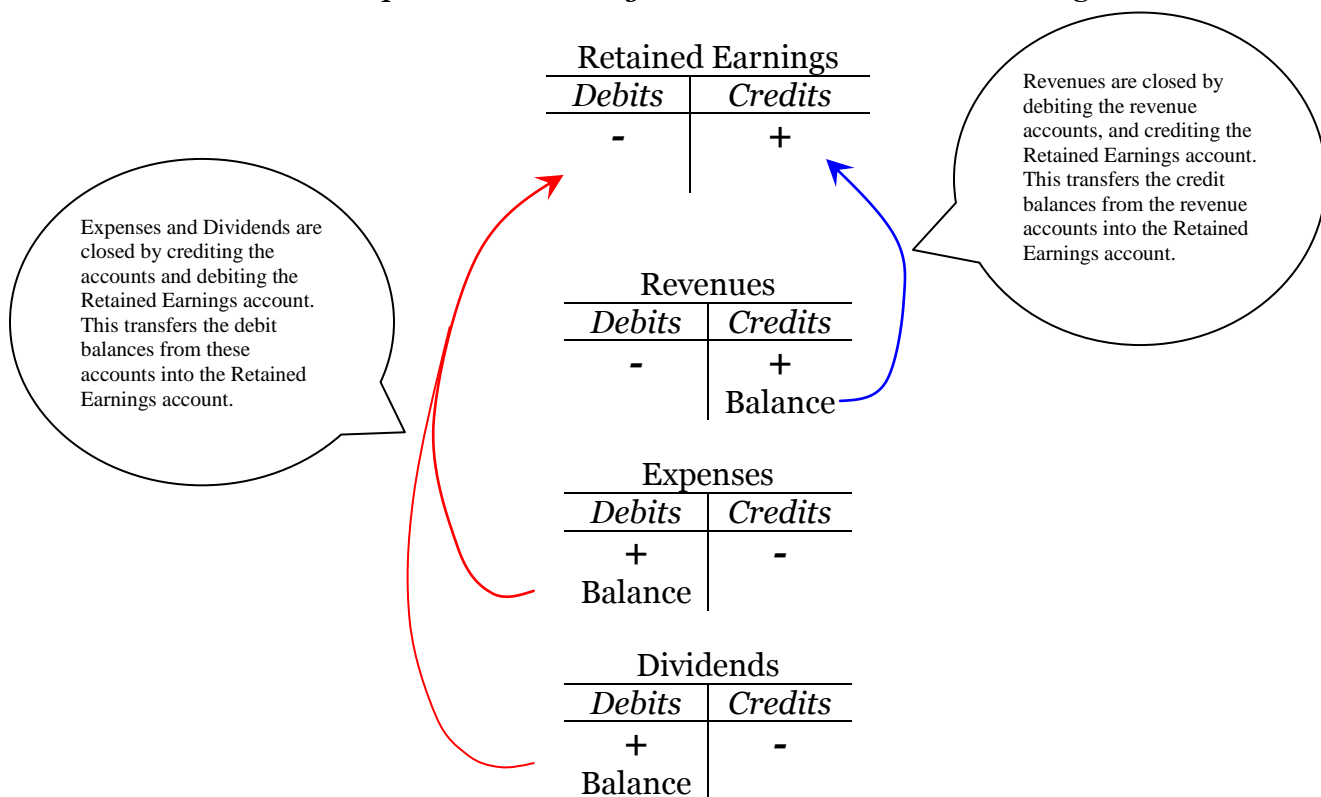 Retained Earnings
Debits Credits
- +
Revenues are closed by
debiting the revenue
accounts, and crediting the
Retained Earnings account.
This transfers the credit
balances from the revenue
accounts into the Retained
Earnings account.
Expenses and Dividends are
closed by crediting the
accounts and debiting the
Retained Earnings account.
This transfers the debit
balances from these
accounts into the Retained
Earnings account.
Revenues
Debits Credits
- +
Balance
Expenses
Debits Credits
+ -
Balance
Dividends
Debits Credits
+ -
Balance